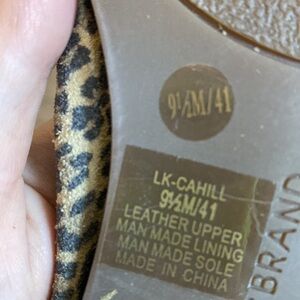 9½M/41
LK-CAHILL
9½M/41
LEATHER UPPER
MAN MADE LINING
MAN MADE SOLE
MADE IN CHINA
BRAND